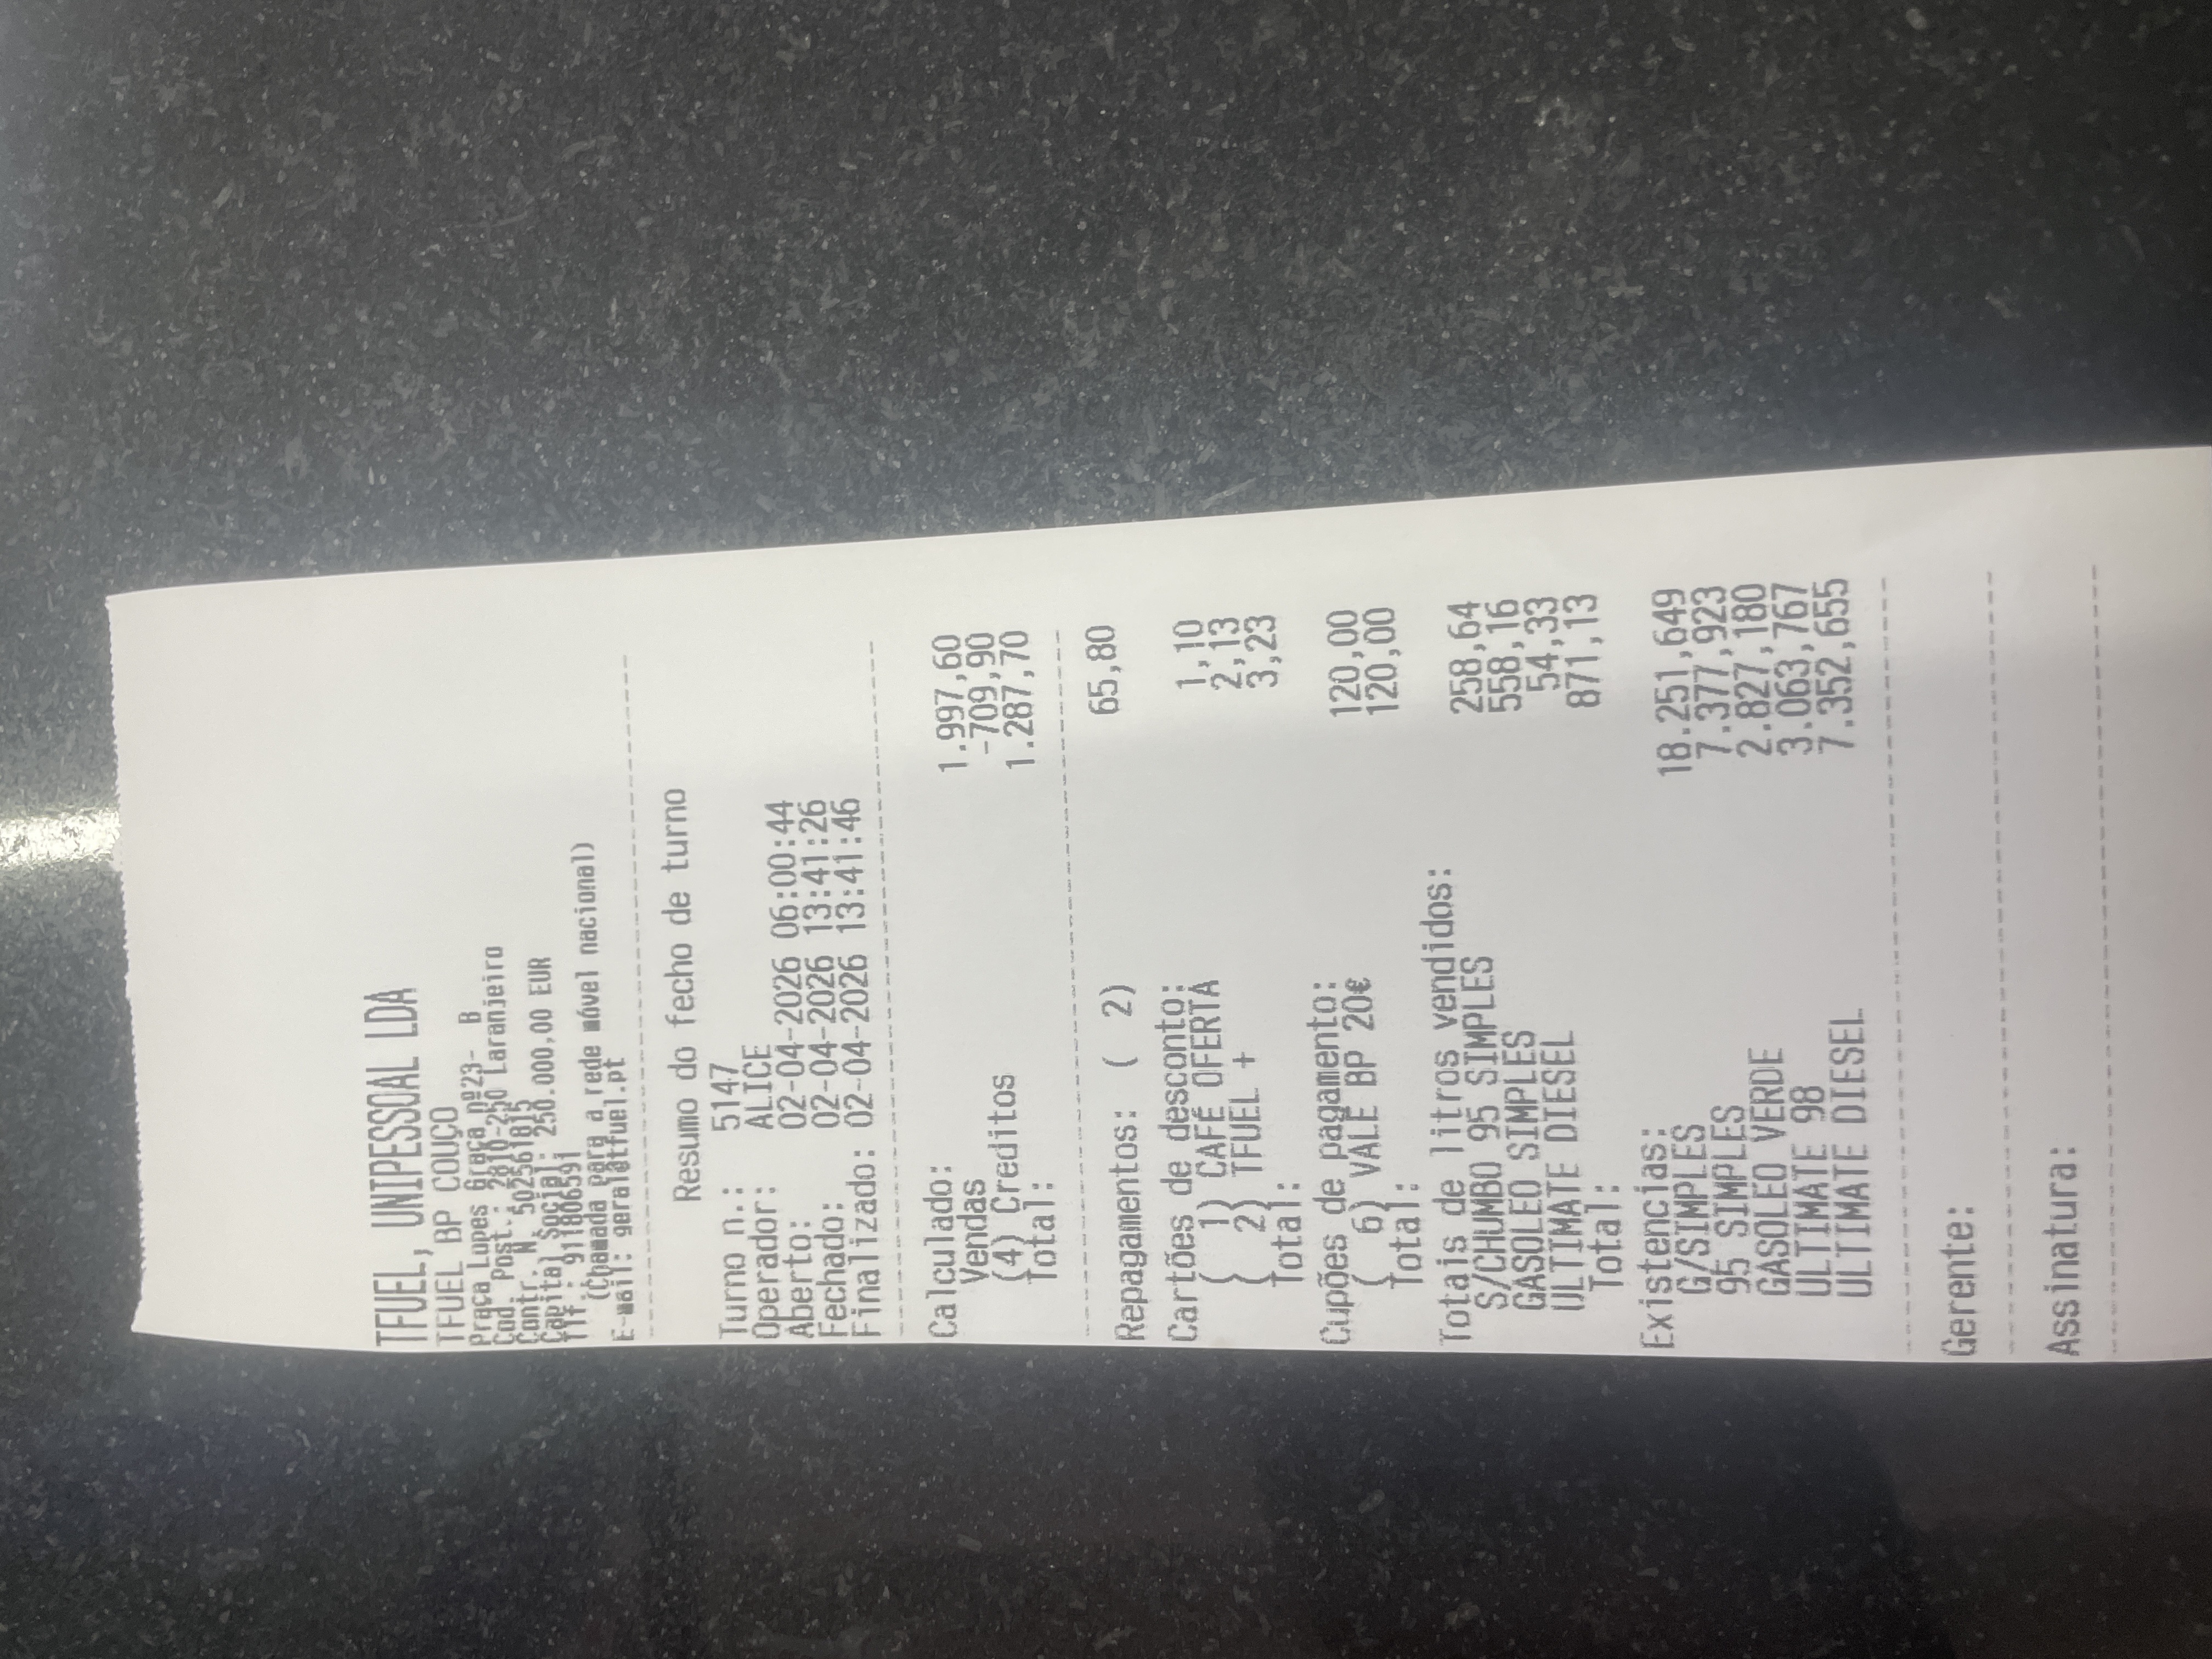 TFUEL, UNIPESSOAL LDA
TFUEL BP COUÇO
Praça Lopes Graça nº23- B
Cod. Post.: 2810-250 Laranjeiro
Contr. N. 502561815
Capital Social: 250.000,00 EUR
Tlf.: 911806591
(Chamada para a rede móvel nacional)
E-mail: geral@tfuel.pt
Resumo do fecho de turno
Turno n.: 5147
Operador: ALICE
Aberto: 02-04-2026 06:00:44
Fechado: 02-04-2026 13:41:26
Finalizado: 02-04-2026 13:41:46
Calculado:
Vendas 1.997,60
(4) Creditos -709,90
Total: 1.287,70
Repagamentos: ( 2) 65,80
Cartões de desconto:
( 1) CAFÉ OFERTA 1,10
( 2) TFUEL + 2,13
Total: 3,23
Cupões de pagamento:
( 6) VALE BP 20€ 120,00
Total: 120,00
Totais de litros vendidos:
S/CHUMBO 95 SIMPLES 258,64
GASOLEO SIMPLES 558,16
ULTIMATE DIESEL 54,33
Total: 871,13
Existencias:
G/SIMPLES 18.251,649
95 SIMPLES 7.377,923
GASOLEO VERDE 2.827,180
ULTIMATE 98 3.063,767
ULTIMATE DIESEL 7.352,655
Gerente:
Assinatura: